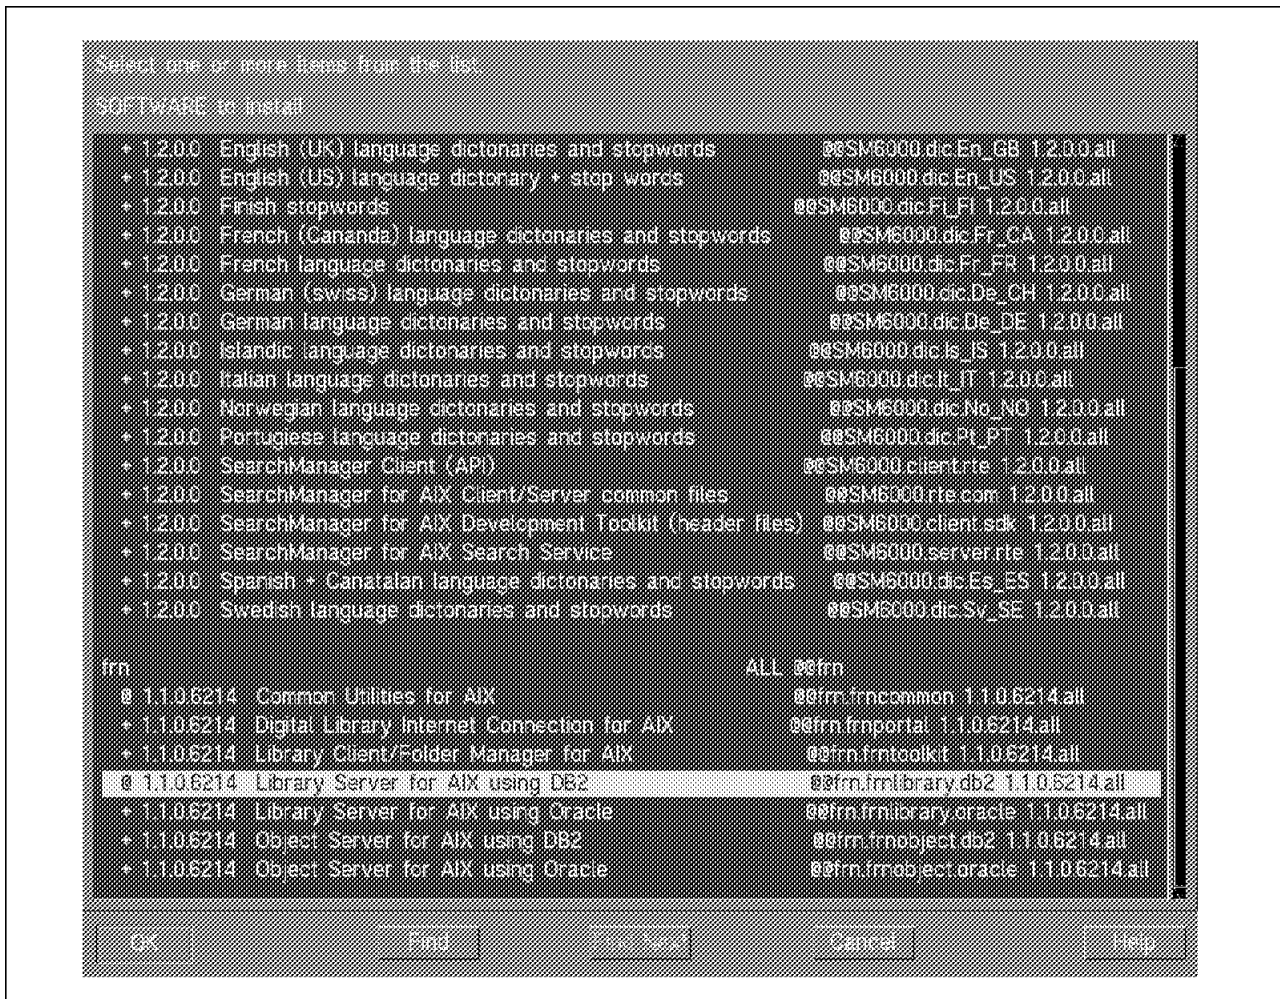 Select one or more items from the list.
SOFTWARE to install
+ 1.2.0.0 English (UK) language dictonaries and stopwords @@SM6000.dic.En_GB 1.2.0.0.all
+ 1.2.0.0 English (US) language dictonary + stop words @@SM6000.dic.En_US 1.2.0.0.all
+ 1.2.0.0 Finish stopwords @@SM6000.dic.Fi_FI 1.2.0.0.all
+ 1.2.0.0 French (Cananda) language dictonaries and stopwords @@SM6000.dic.Fr_CA 1.2.0.0.all
+ 1.2.0.0 French language dictonaries and stopwords @@SM6000.dic.Fr_FR 1.2.0.0.all
+ 1.2.0.0 German (swiss) language dictonaries and stopwords @@SM6000.dic.De_CH 1.2.0.0.all
+ 1.2.0.0 German language dictonaries and stopwords @@SM6000.dic.De_DE 1.2.0.0.all
+ 1.2.0.0 Islandic language dictonaries and stopwords @@SM6000.dic.Is_IS 1.2.0.0.all
+ 1.2.0.0 Italian language dictonaries and stopwords @@SM6000.dic.It_IT 1.2.0.0.all
+ 1.2.0.0 Norwegian language dictonaries and stopwords @@SM6000.dic.No_NO 1.2.0.0.all
+ 1.2.0.0 Portugiese language dictonaries and stopwords @@SM6000.dic.Pt_PT 1.2.0.0.all
+ 1.2.0.0 SearchManager Client (API) @@SM6000.client.rte 1.2.0.0.all
+ 1.2.0.0 SearchManager for AIX Client/Server common files @@SM6000.rte.com 1.2.0.0.all
+ 1.2.0.0 SearchManager for AIX Development Toolkit (header files) @@SM6000.client.sdk 1.2.0.0.all
+ 1.2.0.0 SearchManager for AIX Search Service @@SM6000.server.rte 1.2.0.0.all
+ 1.2.0.0 Spanish + Canatalan language dictonaries and stopwords @@SM6000.dic.Es_ES 1.2.0.0.all
+ 1.2.0.0 Swedish language dictonaries and stopwords @@SM6000.dic.Sv_SE 1.2.0.0.all
frn ALL @@frn
@ 1.1.0.6214 Common Utilities for AIX @@frn.frncommon 1.1.0.6214.all
+ 1.1.0.6214 Digital Library Internet Connection for AIX @@frn.frnportal 1.1.0.6214.all
+ 1.1.0.6214 Library Client/Folder Manager for AIX @@frn.frntoolkit 1.1.0.6214.all
@ 1.1.0.6214 Library Server for AIX using DB2 @@frn.frnlibrary.db2 1.1.0.6214.all
+ 1.1.0.6214 Library Server for AIX using Oracle @@frn.frnlibrary.oracle 1.1.0.6214.all
+ 1.1.0.6214 Object Server for AIX using DB2 @@frn.frnobject.db2 1.1.0.6214.all
+ 1.1.0.6214 Object Server for AIX using Oracle @@frn.frnobject.oracle 1.1.0.6214.all
OK Find Find Next Cancel Help